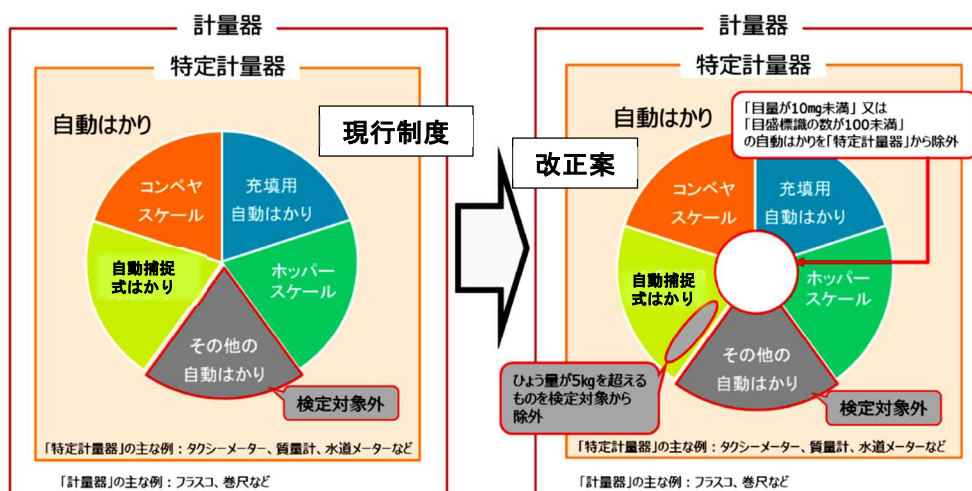 計量器
特定計量器
自動はかり
現行制度
コンベヤ
スケール
充填用
自動はかり
自動捕捉
式はかり
ホッパー
スケール
その他の
自動はかり
検定対象外
「特定計量器」の主な例：タクシーメーター、質量計、水道メーターなど
「計量器」の主な例：フラスコ、巻尺など
計量器
特定計量器
自動はかり
改正案
「目量が10mg未満」又は
「目盛標識の数が100未満」
の自動はかりを「特定計量器」から除外
コンベヤ
スケール
充填用
自動はかり
自動捕捉
式はかり
ホッパー
スケール
その他の
自動はかり
ひょう量が5kgを超える
ものを検定対象から
除外
検定対象外
「特定計量器」の主な例：タクシーメーター、質量計、水道メーターなど
「計量器」の主な例：フラスコ、巻尺など